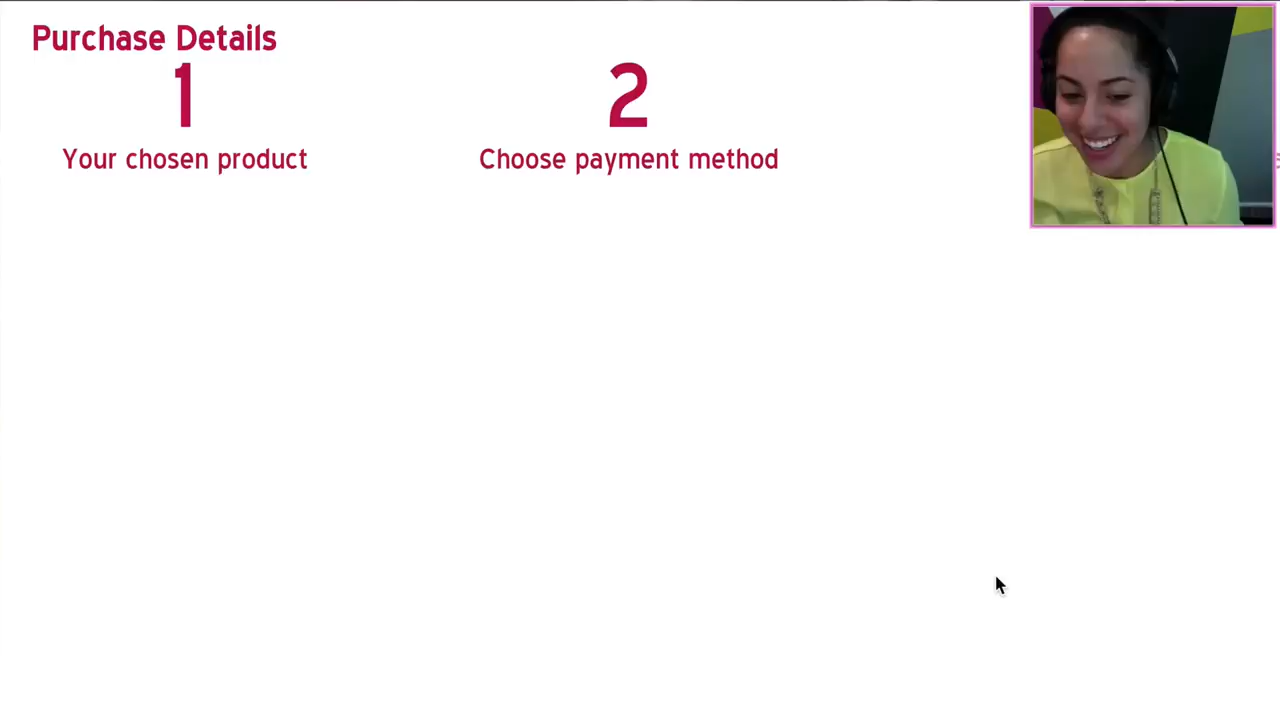 Purchase Details
1
2
Your chosen product
Choose payment method